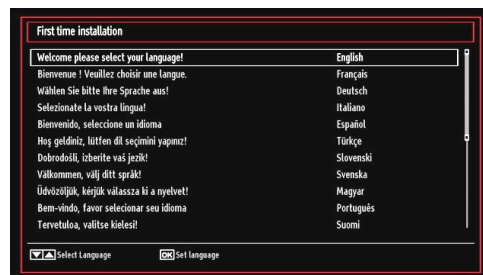 First time installation
Welcome please select your language! English
Bienvenue ! Veuillez choisir une langue. Français
Wählen Sie bitte Ihre Sprache aus! Deutsch
Selezionate la vostra lingua! Italiano
Bienvenido, seleccione un idioma Español
Hoş geldiniz, lütfen dil seçimini yapınız! Türkçe
Dobrodošli, izberite vaš jezik! Slovenski
Välkommen, välj ditt språk! Svenska
Üdvözöljük, kérjük válassza ki a nyelvet! Magyar
Bem-vindo, favor selecionar seu idioma Português
Tervetuloa, valitse kielesi! Suomi
Select Language OK Set language